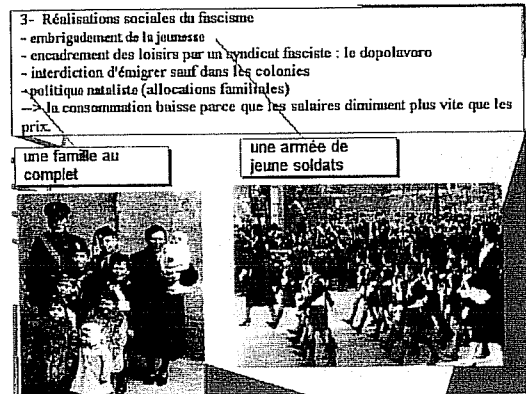 3- Réalisations sociales du fascisme
- embrigadement de la jeunesse
- encadrement des loisirs par un syndicat fasciste : le dopolavoro
- interdiction d'émigrer sauf dans les colonies
- politique nataliste (allocations familiales)
—> la consommation baisse parce que les salaires diminuent plus vite que les
prix.
une famille au
complet
une armée de
jeune soldats